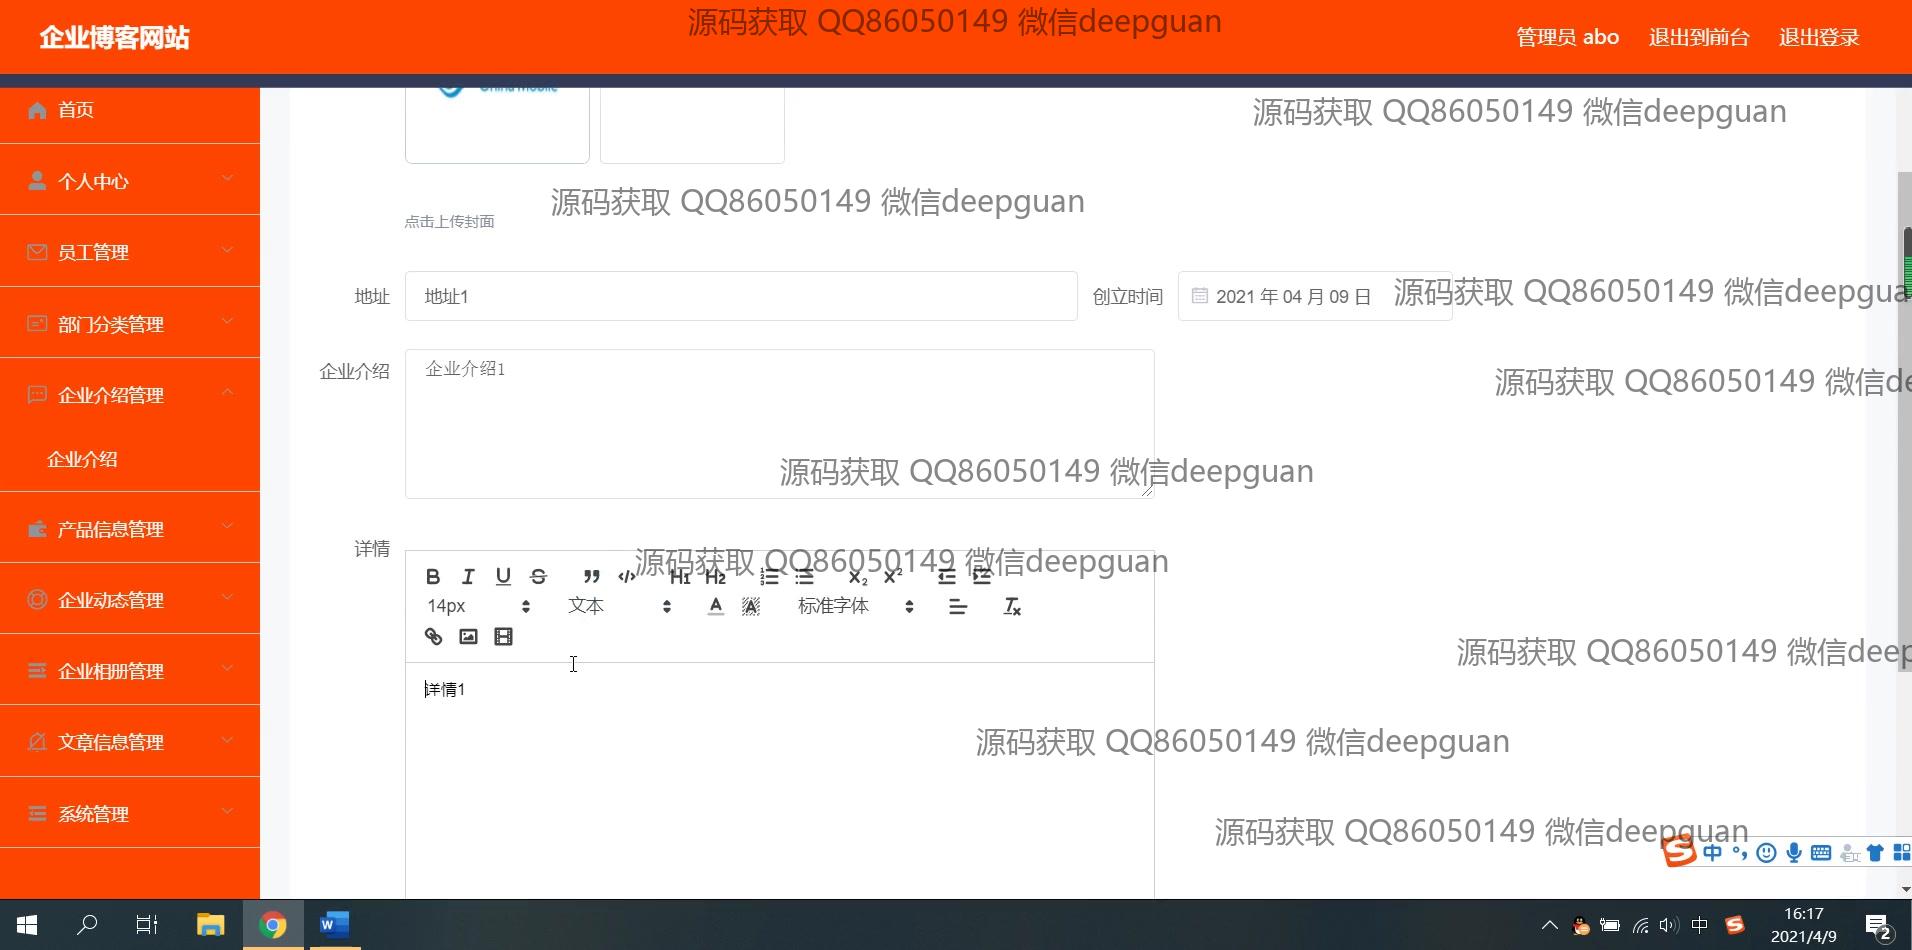 企业博客网站
源码获取 QQ86050149 微信deepguan
管理员 abo
退出到前台
退出登录
首页
China Mobile
源码获取 QQ86050149 微信deepguan
个人中心
源码获取 QQ86050149 微信deepguan
点击上传封面
员工管理
地址
地址1
创立时间
2021 年 04 月 09 日
源码获取 QQ86050149 微信deepgua
部门分类管理
企业介绍
企业介绍1
源码获取 QQ86050149 微信de
企业介绍管理
企业介绍
源码获取 QQ86050149 微信deepguan
产品信息管理
详情
源码获取 QQ86050149 微信deepguan
B I U S H1 H2 X2 X2
14px
文本
A
A
标准字体
Tx
企业动态管理
源码获取 QQ86050149 微信deep
企业相册管理
详情1
文章信息管理
源码获取 QQ86050149 微信deepguan
系统管理
源码获取 QQ86050149 微信deepguan
S 中
W
中 S
16:17
2021/4/9
2